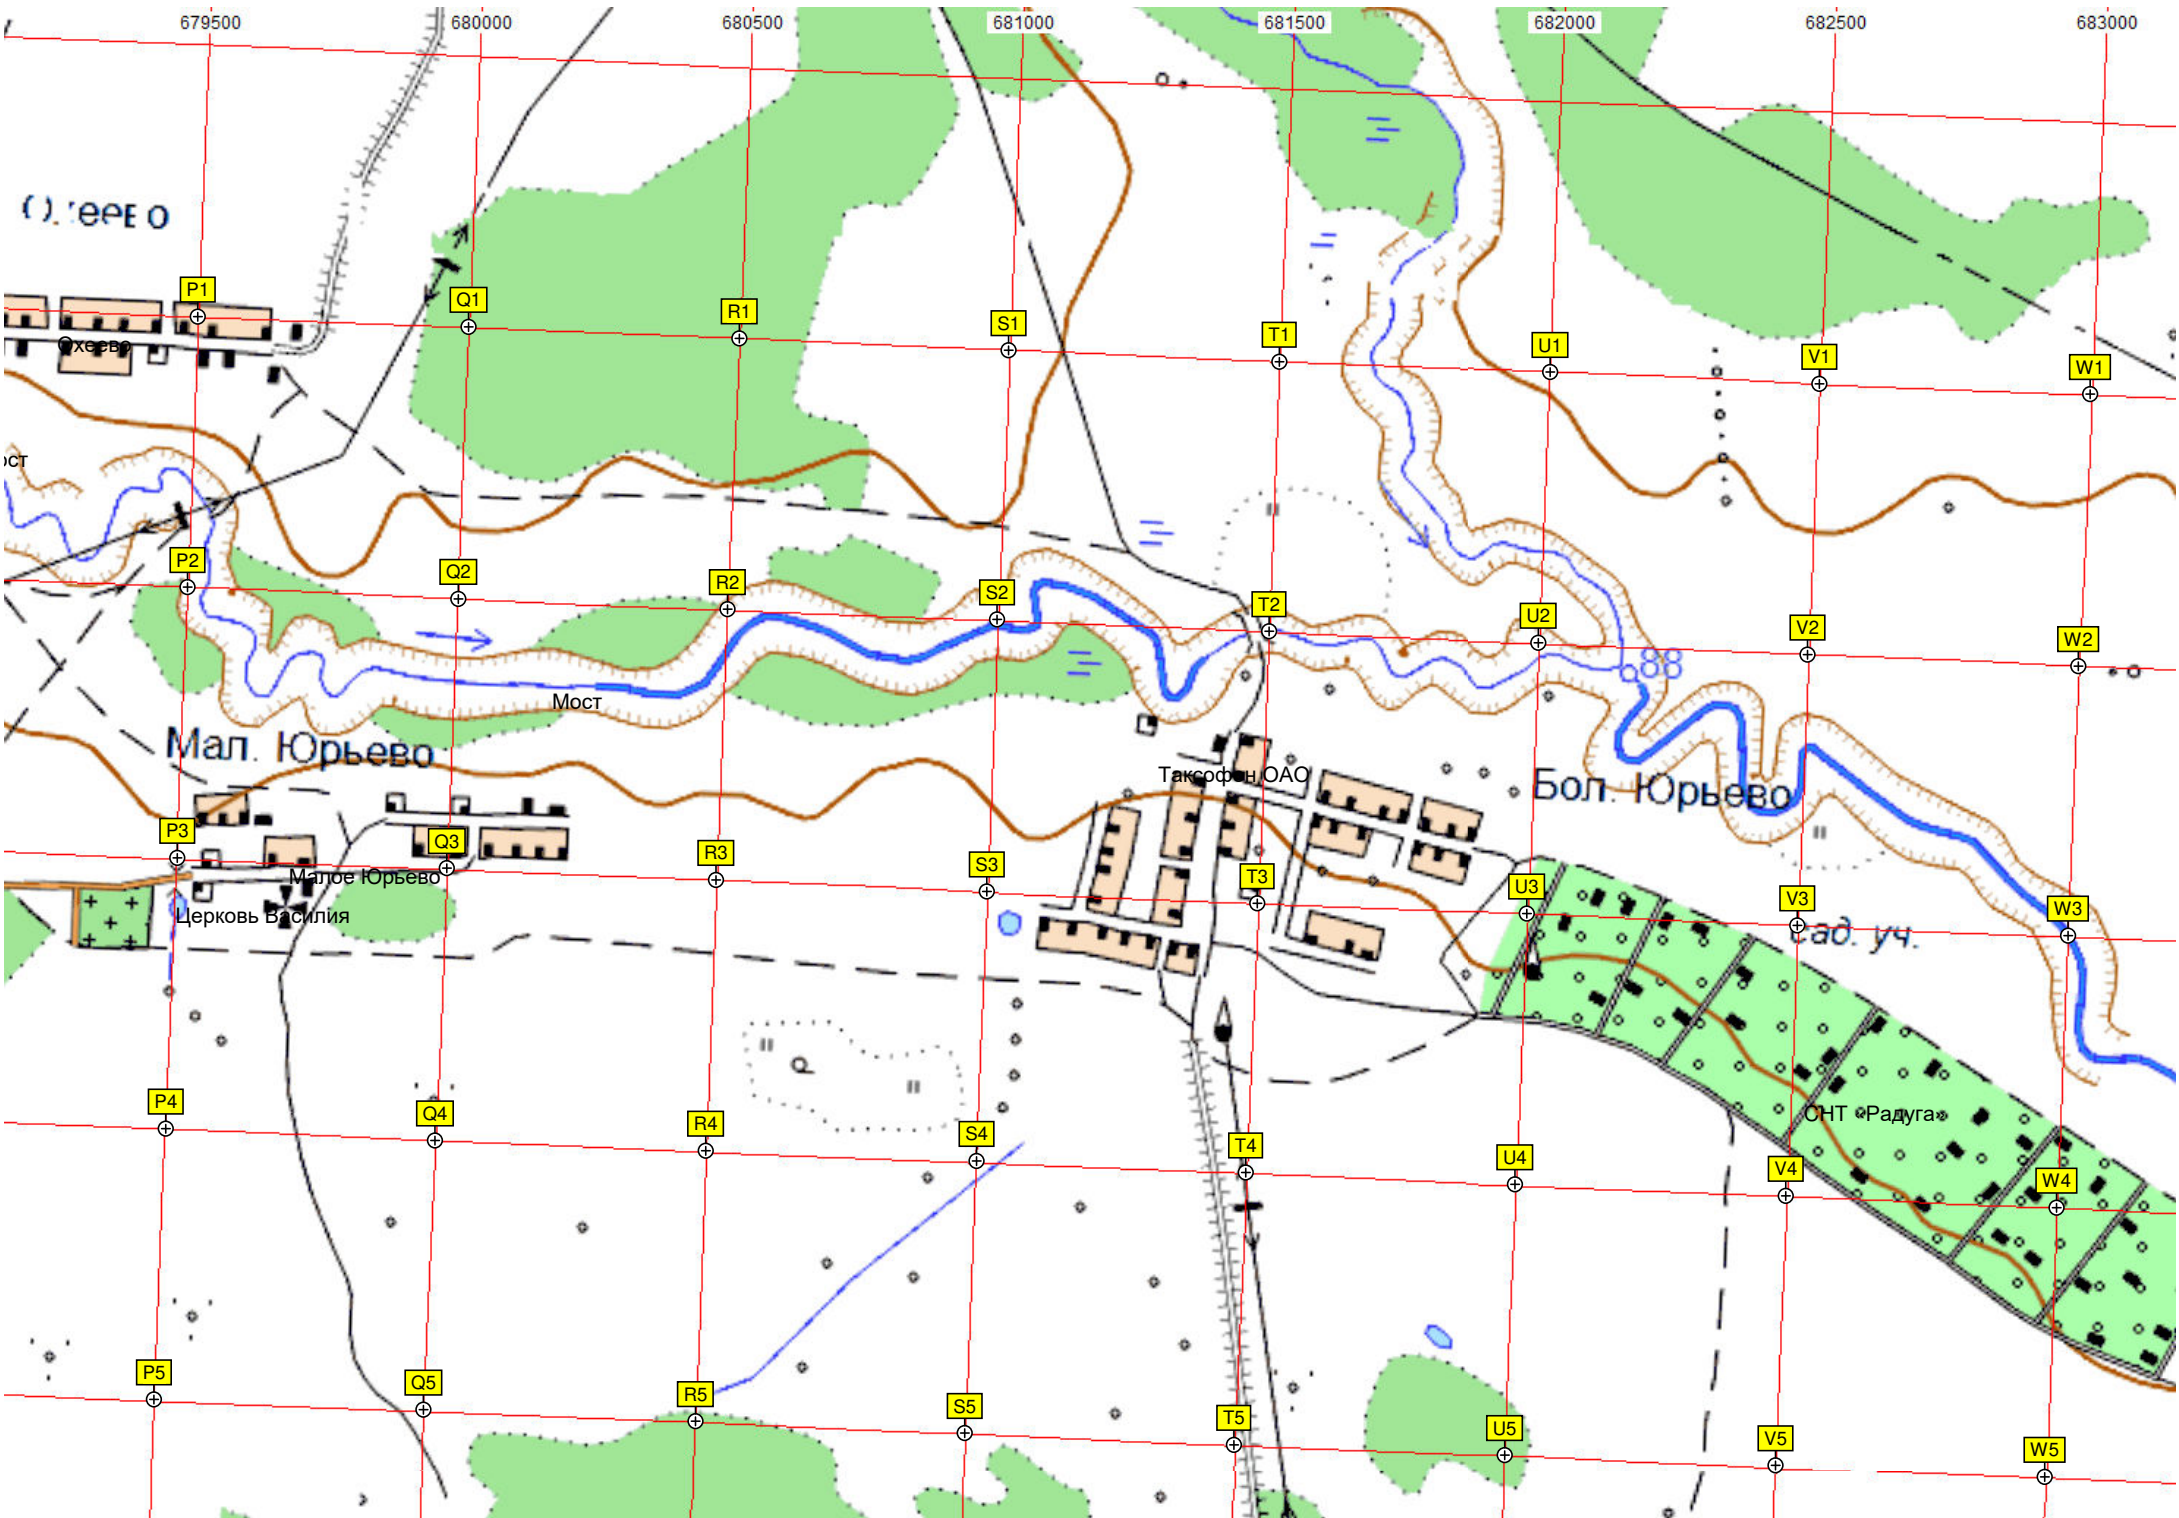 679500 680000 680500 681000 681500 682000 682500 683000
P1 Q1 R1 S1 T1 U1 V1 W1
Охеево
P2 Q2 R2 S2 T2 U2 V2 W2
88
Мост
Мал. Юрьево
Таксофон ОАО
Бол. Юрьево
P3 Q3 R3 S3 T3 U3 V3 W3
Малое Юрьево
Церковь Василия
Сад. уч.
P4 Q4 R4 S4 T4 U4 V4 W4
СНТ «Радуга»
P5 Q5 R5 S5 T5 U5 V5 W5